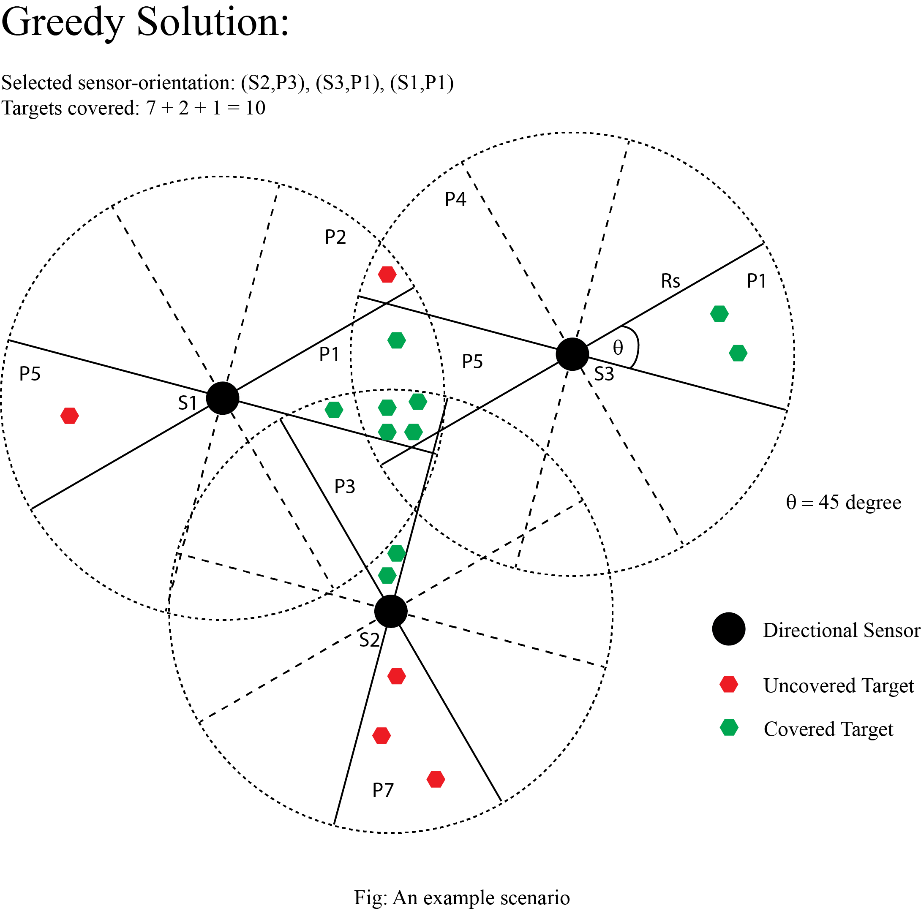 Greedy Solution:
Selected sensor-orientation: (S2,P3), (S3,P1), (S1,P1)
Targets covered: 7 + 2 + 1 = 10
P4
P2
Rs
P1
θ
P1
P5
S3
P5
S1
P3
θ = 45 degree
S2
Directional Sensor
Uncovered Target
Covered Target
P7
Fig: An example scenario